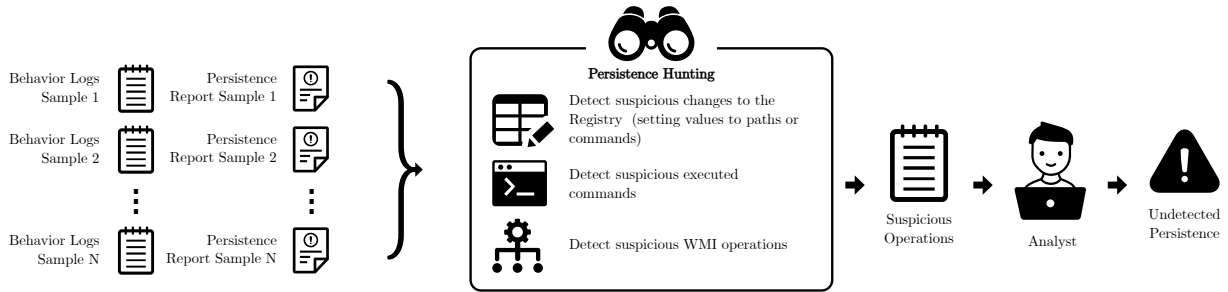 Behavior Logs
Sample 1
Persistence
Report Sample 1
Behavior Logs
Sample 2
Persistence
Report Sample 2
Behavior Logs
Sample N
Persistence
Report Sample N
Persistence Hunting
Detect suspicious changes to the
Registry (setting values to paths or
commands)
Detect suspicious executed
commands
Detect suspicious WMI operations
Suspicious
Operations
Analyst
Undetected
Persistence